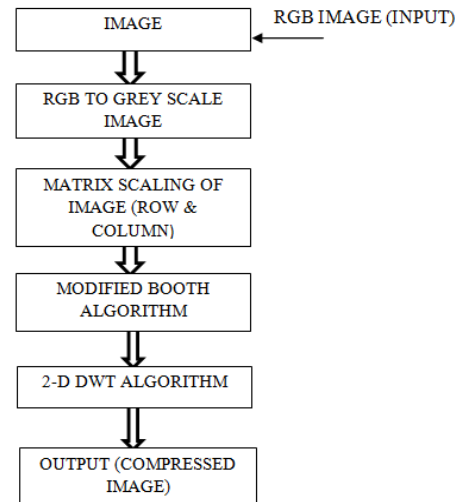 IMAGE
RGB IMAGE (INPUT)
RGB TO GREY SCALE
IMAGE
MATRIX SCALING OF
IMAGE (ROW &
COLUMN)
MODIFIED BOOTH
ALGORITHM
2-D DWT ALGORITHM
OUTPUT (COMPRESSED
IMAGE)